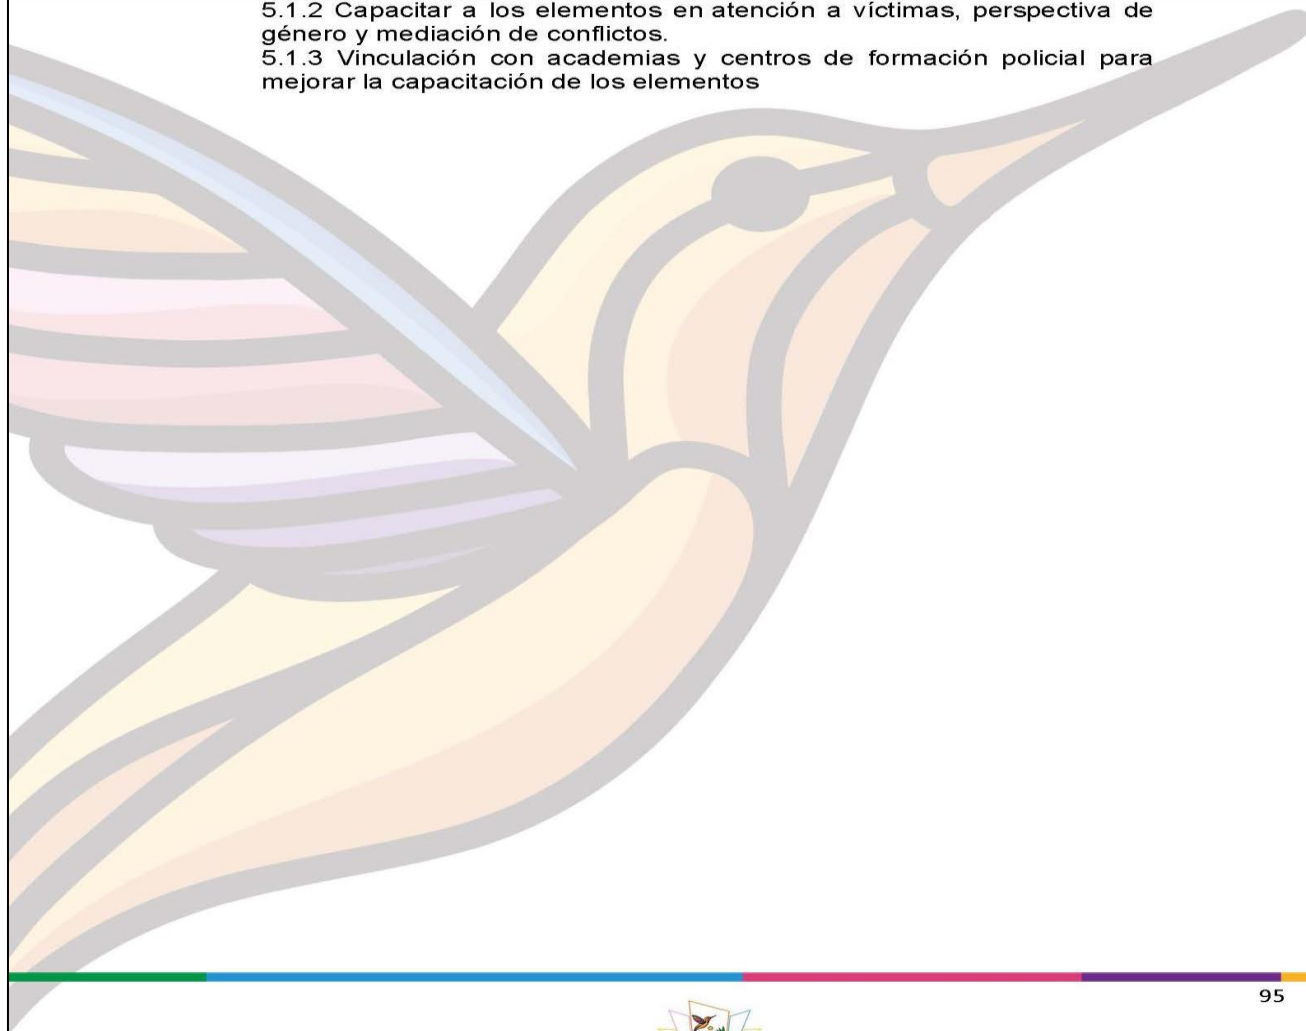 5.1.2 Capacitar a los elementos en atención a víctimas, perspectiva de
género y mediación de conflictos.
5.1.3 Vinculación con academias y centros de formación policial para
mejorar la capacitación de los elementos
95